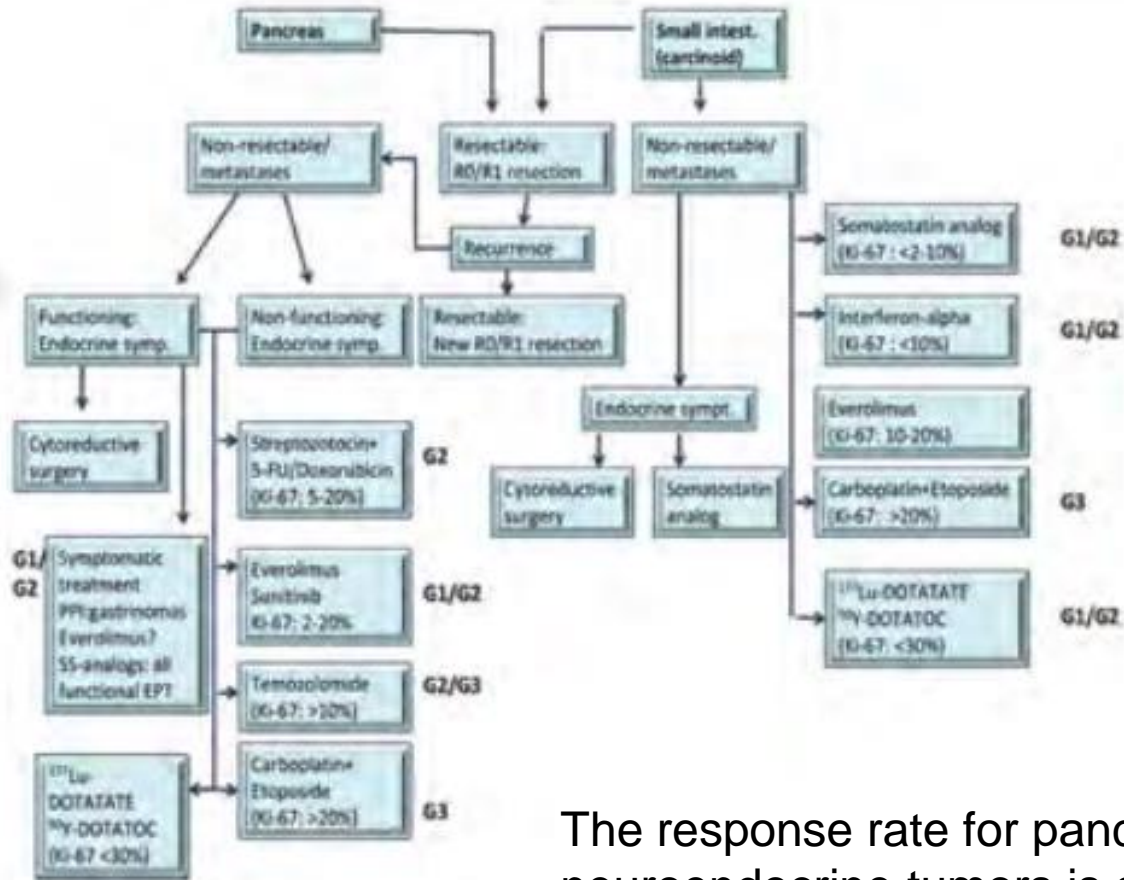 Pancreas
Small intest.
(carcinoid)
Non-resectable/
metastases
Resectable:
R0/R1 resection
Non-resectable/
metastases
Recurrence
Somatostatin analog
(Ki-67 : <2-10%)
G1/G2
Functioning:
Endocrine symp.
Non-functioning:
Endocrine symp.
Resectable:
New R0/R1 resection
Interferon-alpha
(Ki-67 : <10%)
G1/G2
Endocrine sympt.
Everolimus
(Ki-67: 10-20%)
Cytoreductive
surgery
Streptozotocin+
5-FU/Doxorubicin
(Ki-67: 5-20%)
G2
Cytoreductive
surgery
Somatostatin
analog
Carboplatin+Etoposide
(Ki-67: >20%)
G3
G1/
G2
Symptomatic
treatment
PPI:gastrinomas
Everolimus?
SS-analogs: all
functional EPT
Everolimus
Sunitinib
Ki-67: 2-20%
G1/G2
¹⁷⁷Lu-DOTATATE
⁹⁰Y-DOTATOC
(Ki-67: <30%)
G1/G2
Temozolomide
(Ki-67: >10%)
G2/G3
¹⁷⁷Lu-
DOTATATE
⁹⁰Y-DOTATOC
(Ki-67 <30%)
Carboplatin+
Etoposide
(Ki-67: >20%)
G3
The response rate for panc